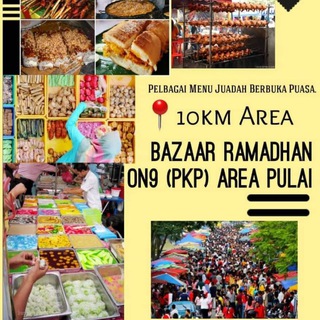 Pelbagai Menu Juadah Berbuka Puasa.
10km Area
BAZAAR RAMADHAN
ON9 (PKP) AREA PULAI